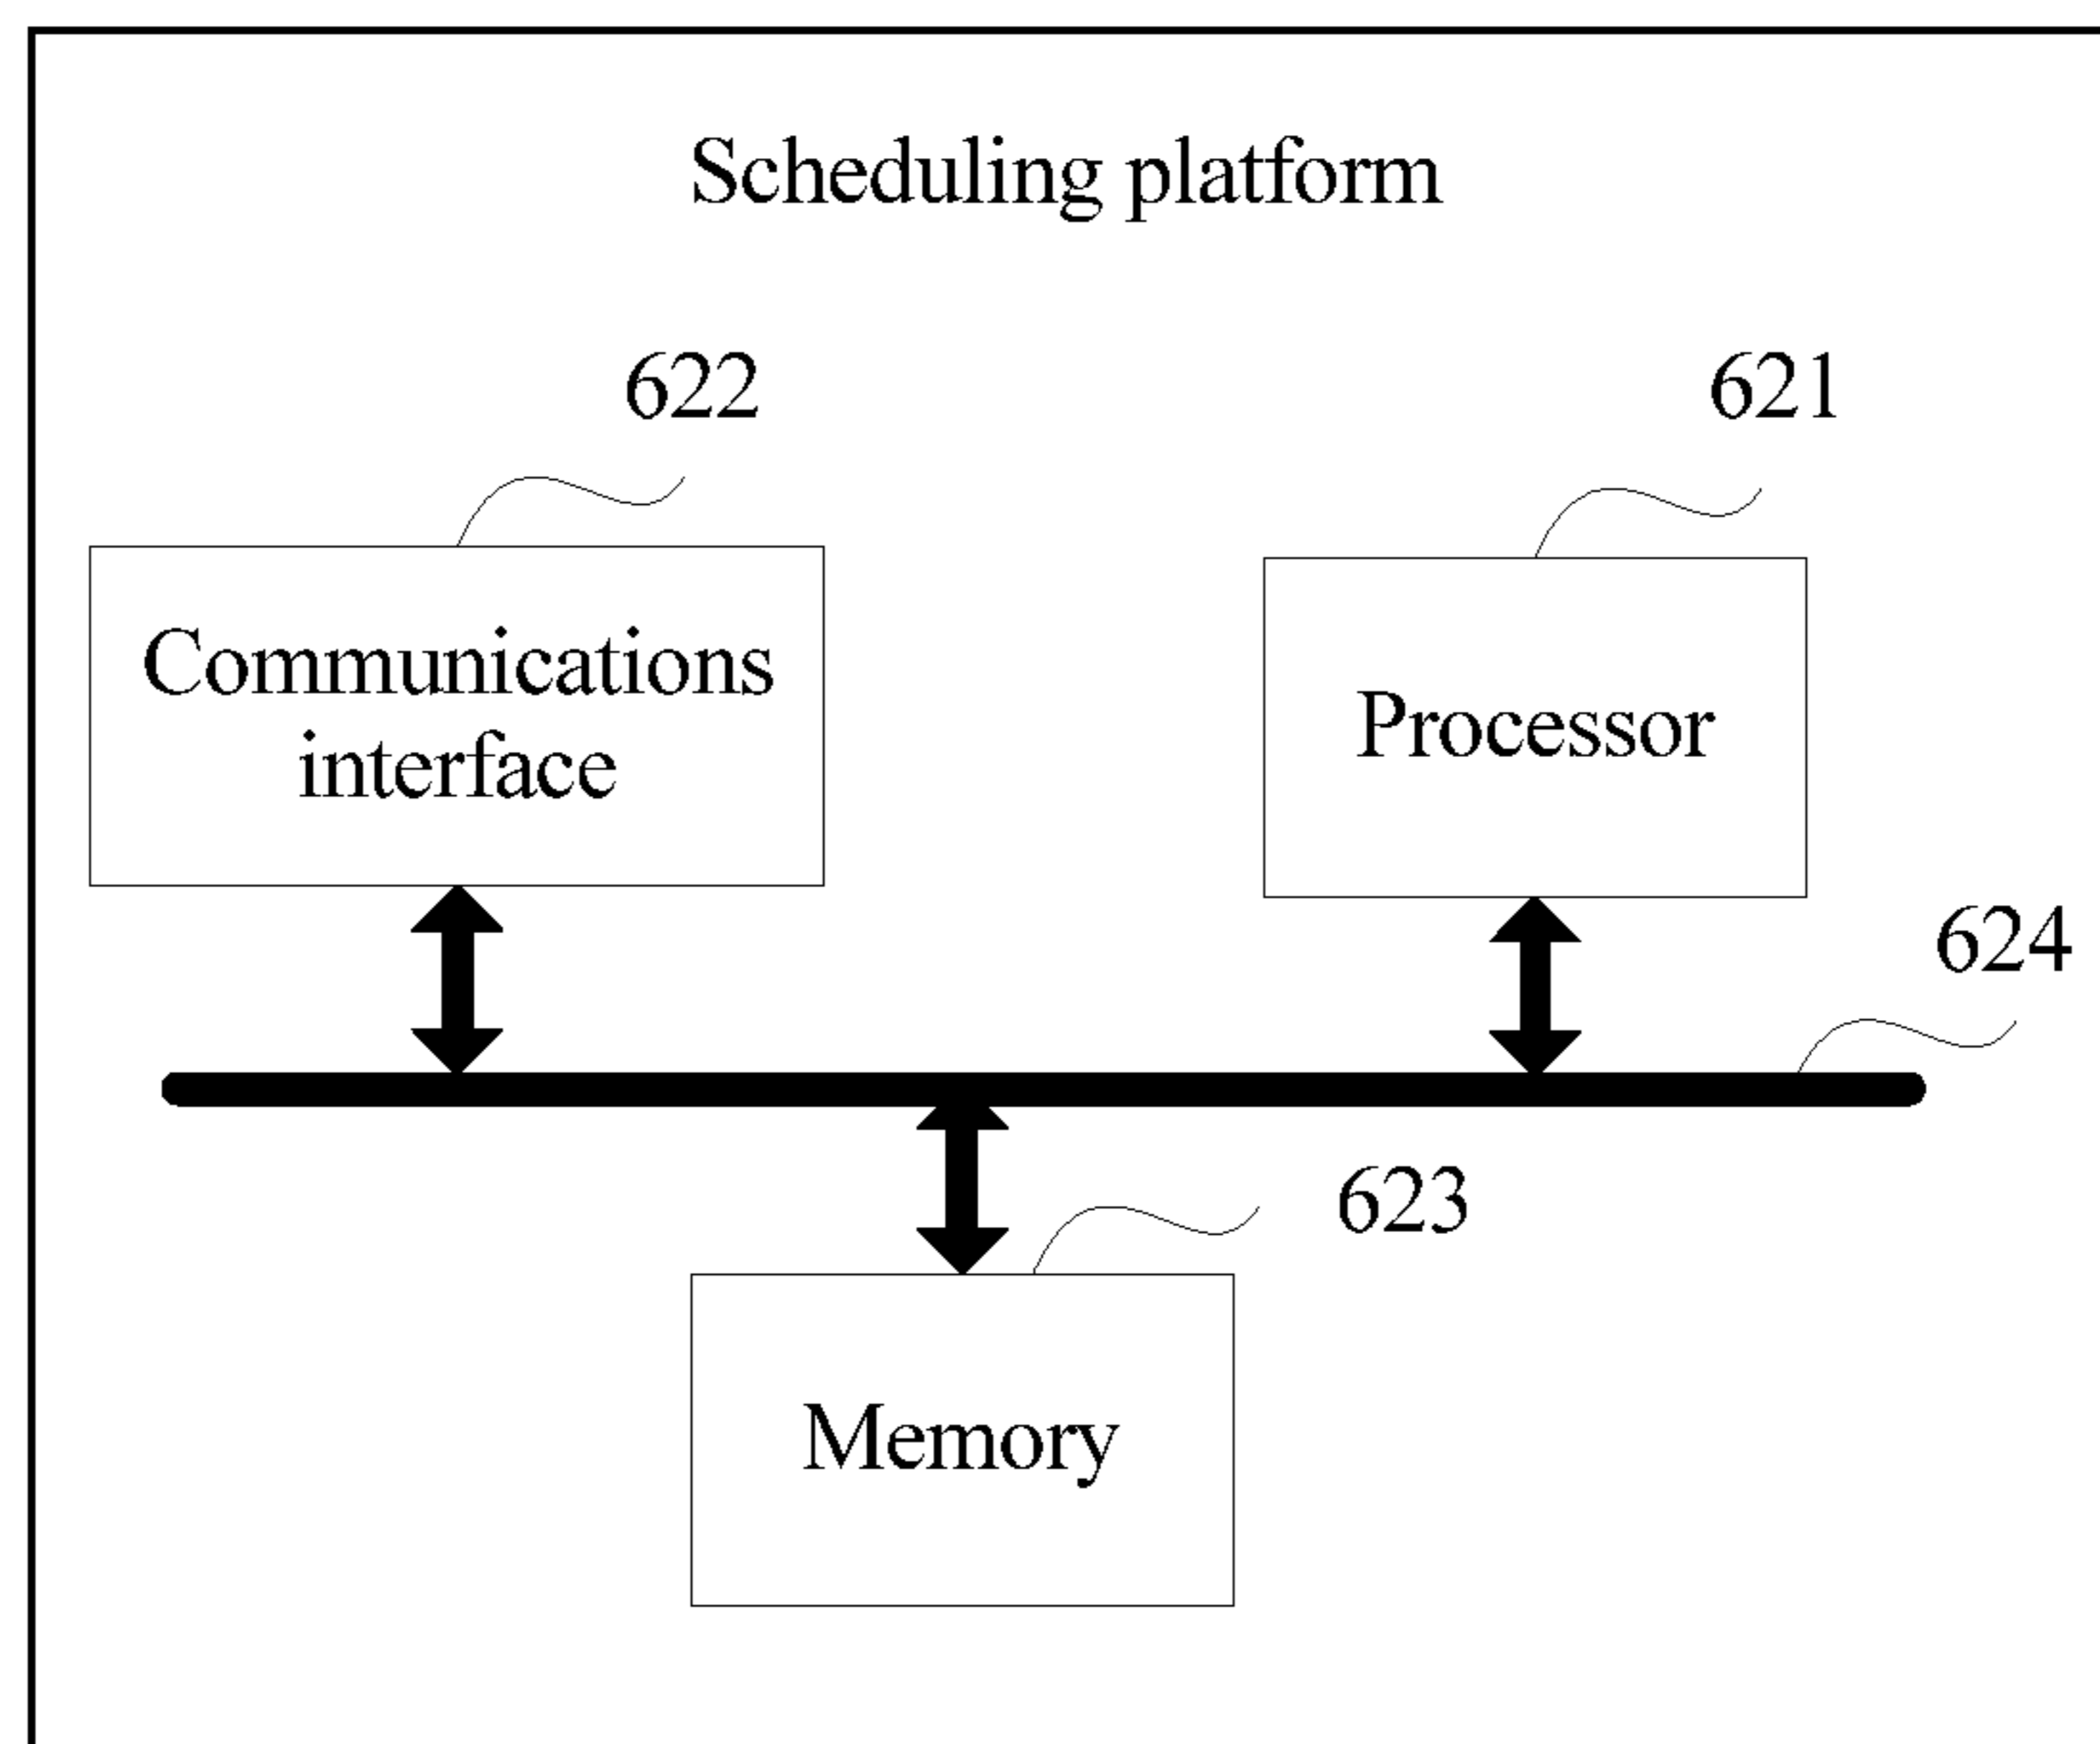 Scheduling platform
622
621
Communications
interface
Processor
624
623
Memory